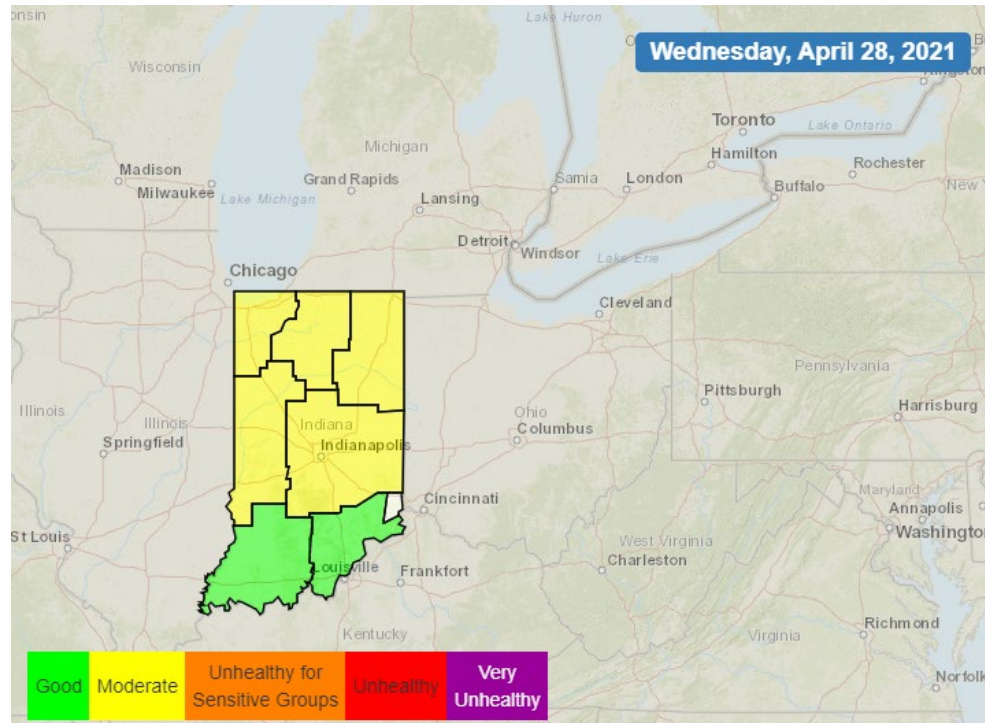 Lake Huron
Wednesday, April 28, 2021
Wisconsin
Toronto
Lake Ontario
Michigan
Hamilton
Madison
Grand Rapids
Sarnia
London
Rochester
Milwaukee
Lake Michigan
Lansing
Buffalo
New Y
Detroit
Windsor
Lake Erie
Chicago
Cleveland
Pennsylvania
Pittsburgh
Illinois
Ohio
Harrisburg
Illinois
Indiana
Columbus
Springfield
Indianapolis
Maryland
Cincinnati
Annapolis
St Louis
West Virginia
Washington
Charleston
Louisville
Frankfort
Richmond
Kentucky
Virginia
Good
Moderate
Unhealthy for
Sensitive Groups
Unhealthy
Very
Unhealthy
Norfolk